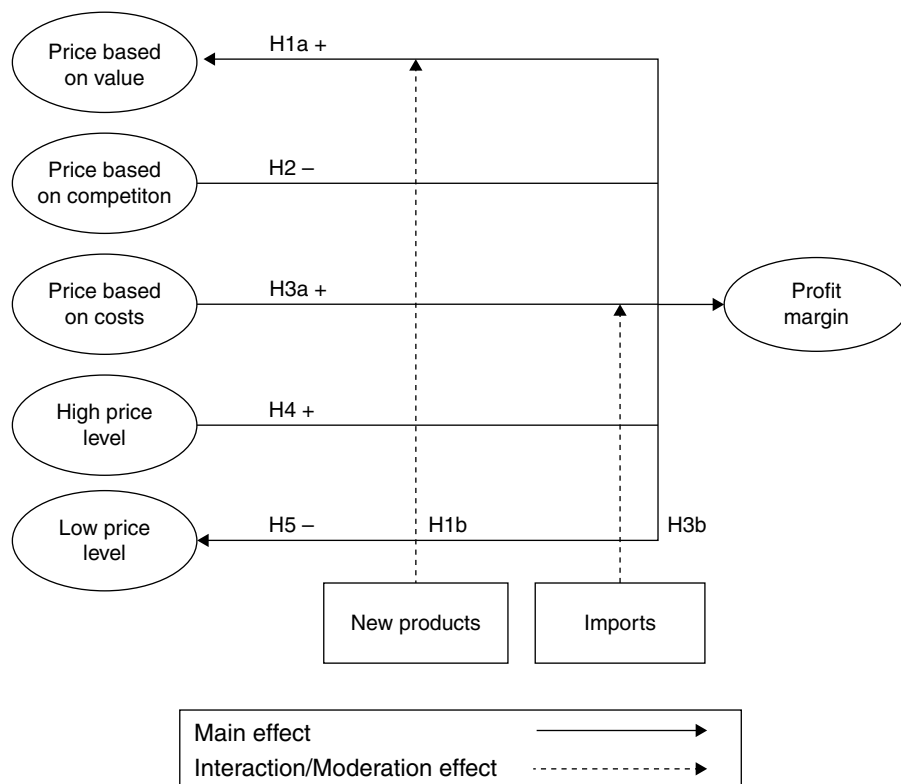 Price based
on value
H1a +
Price based
on competiton
H2 –
Price based
on costs
H3a +
Profit
margin
High price
level
H4 +
Low price
level
H5 –
H1b
H3b
New products
Imports
Main effect
Interaction/Moderation effect